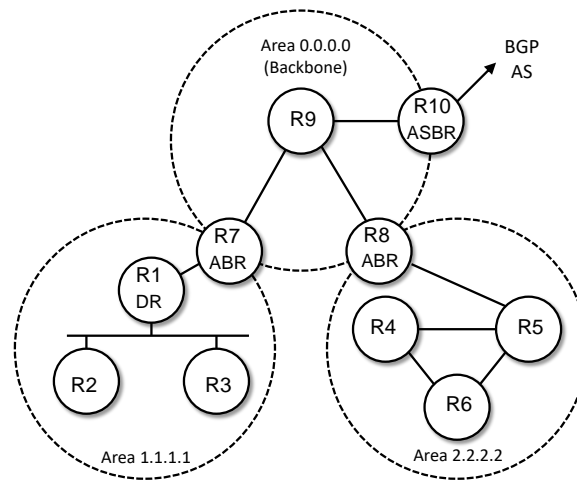 Area 0.0.0.0
(Backbone)
BGP
AS
R9
R10
ASBR
R7
ABR
R8
ABR
R1
DR
R4
R5
R2
R3
R6
Area 1.1.1.1
Area 2.2.2.2